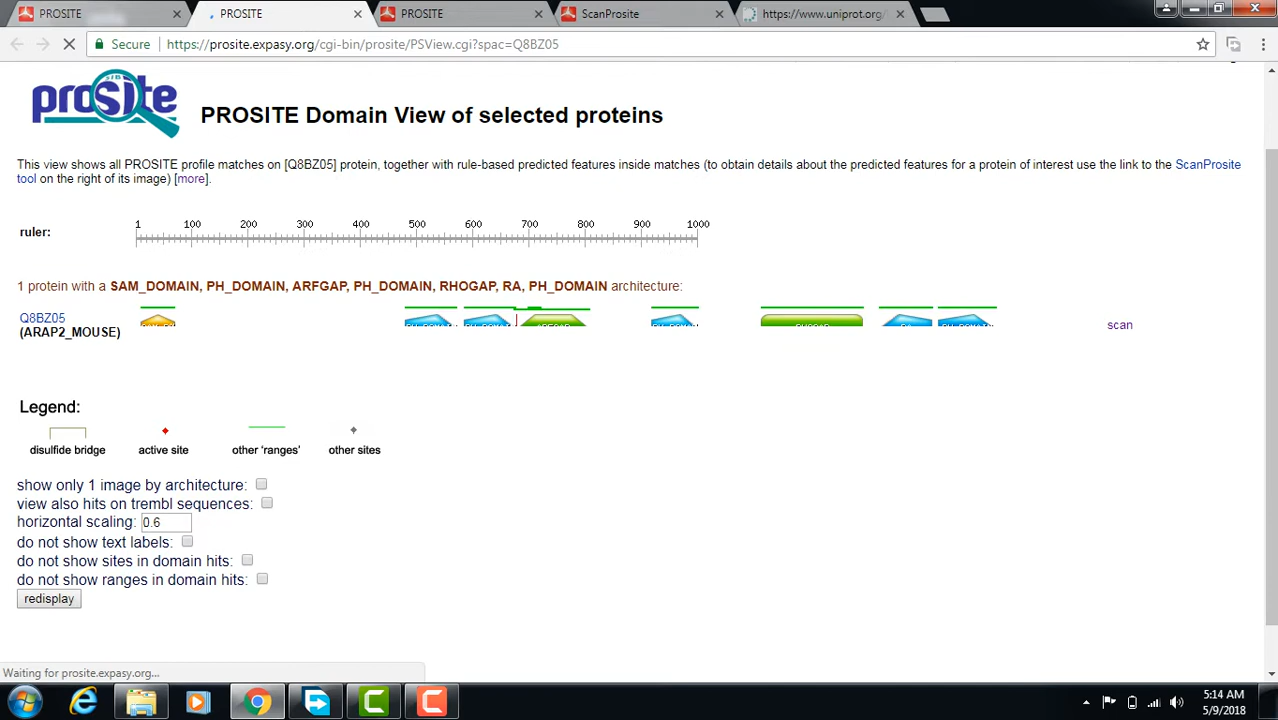 PROSITE
PROSITE
PROSITE
ScanProsite
https://www.uniprot.org/
Secure
https://prosite.expasy.org/cgi-bin/prosite/PSView.cgi?spac=Q8BZ05
SIB
prosite
PROSITE Domain View of selected proteins
This view shows all PROSITE profile matches on [Q8BZ05] protein, together with rule-based predicted features inside matches (to obtain details about the predicted features for a protein of interest use the link to the ScanProsite
tool on the right of its image) [more].
ruler:
1 100 200 300 400 500 600 700 800 900 1000
1 protein with a SAM_DOMAIN, PH_DOMAIN, ARFGAP, PH_DOMAIN, RHOGAP, RA, PH_DOMAIN architecture:
Q8BZ05
(ARAP2_MOUSE)
scan
Legend:
disulfide bridge
active site
other 'ranges'
other sites
show only 1 image by architecture:
view also hits on trembl sequences:
horizontal scaling: 0.6
do not show text labels:
do not show sites in domain hits:
do not show ranges in domain hits:
redisplay
Waiting for prosite.expasy.org...
5:14 AM
5/9/2018